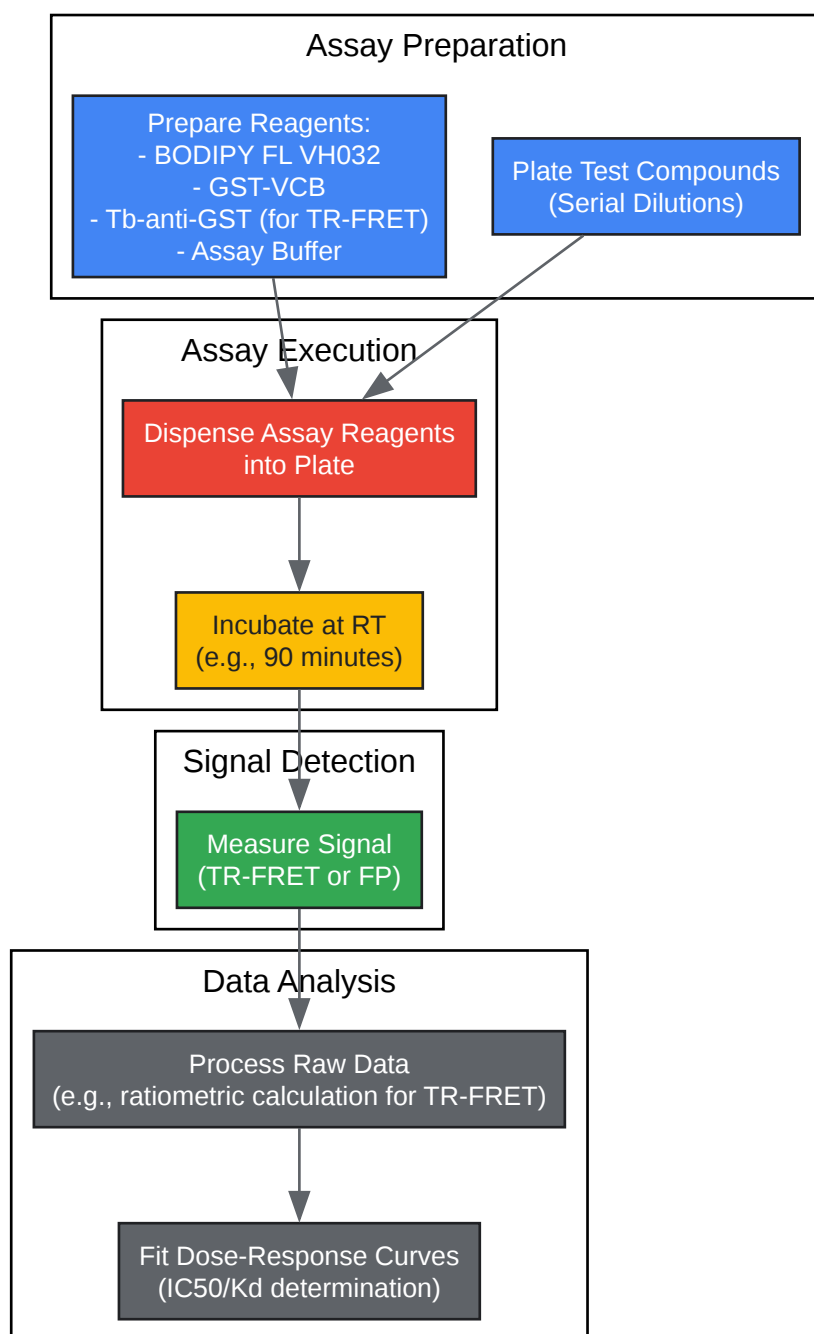 Assay Preparation
Prepare Reagents:
- BODIPY FL VH032
- GST-VCB
- Tb-anti-GST (for TR-FRET)
- Assay Buffer
Plate Test Compounds
(Serial Dilutions)
Assay Execution
Dispense Assay Reagents
into Plate
Incubate at RT
(e.g., 90 minutes)
Signal Detection
Measure Signal
(TR-FRET or FP)
Data Analysis
Process Raw Data
(e.g., ratiometric calculation for TR-FRET)
Fit Dose-Response Curves
(IC50/Kd determination)